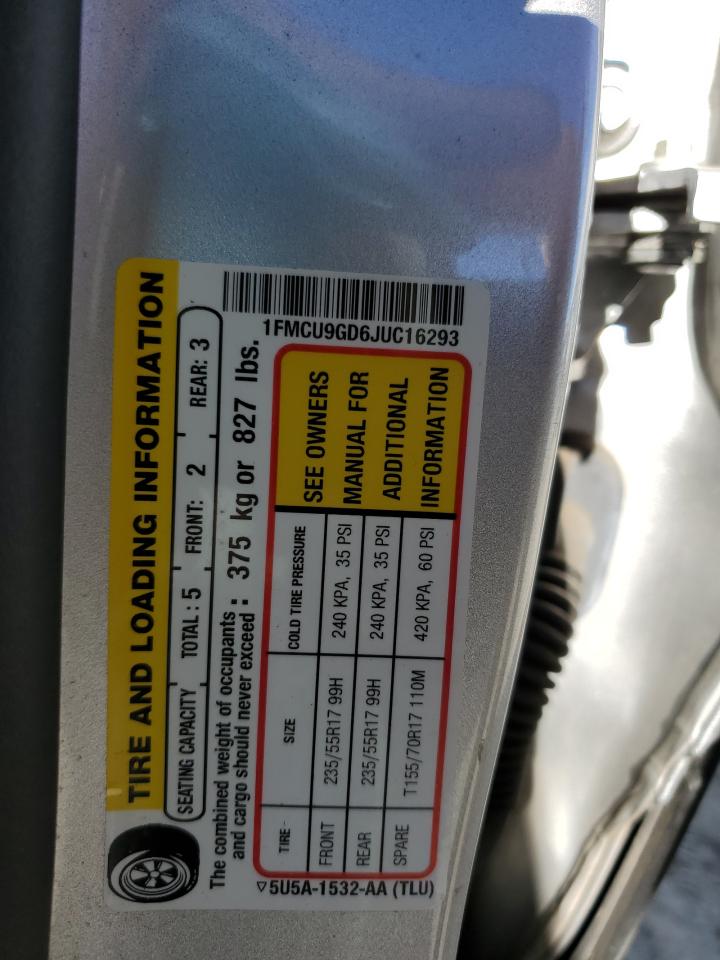 TIRE AND LOADING INFORMATION
SEATING CAPACITY TOTAL : 5 FRONT: 2 REAR: 3
The combined weight of occupants
and cargo should never exceed : 375 kg or 827 lbs.
TIRE SIZE COLD TIRE PRESSURE
FRONT 235/55R17 99H 240 KPA, 35 PSI
REAR 235/55R17 99H 240 KPA, 35 PSI
SPARE T155/70R17 110M 420 KPA, 60 PSI
SEE OWNERS
MANUAL FOR
ADDITIONAL
INFORMATION
5U5A-1532-AA (TLU)
1FMCU9GD6JUC16293